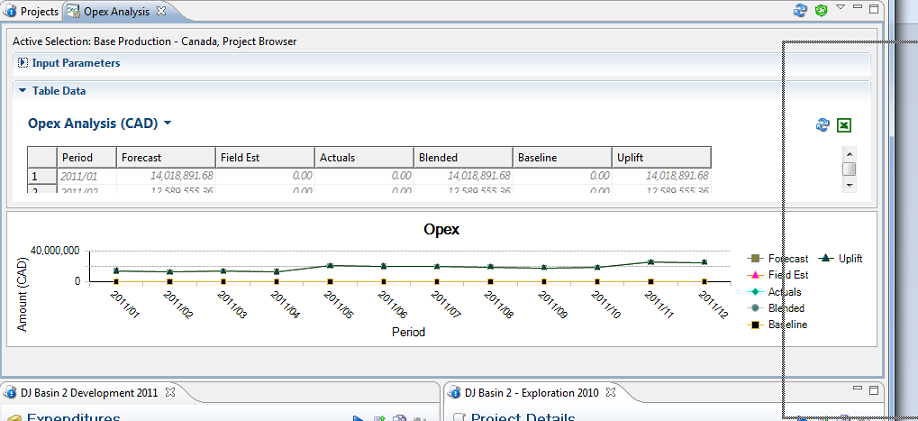 Projects Opex Analysis
Active Selection: Base Production - Canada, Project Browser
Input Parameters
Table Data
Opex Analysis (CAD)
Period Forecast Field Est Actuals Blended Baseline Uplift
1 2011/01 14,018,891.68 0.00 0.00 14,018,891.68 0.00 14,018,891.68
2 2011/02 12,589,555.36 0.00 0.00 12,589,555.36 0.00 12,589,555.36
Opex
Amount (CAD)
40,000,000
0
2011/01 2011/02 2011/03 2011/04 2011/05 2011/06 2011/07 2011/08 2011/09 2011/10 2011/11 2011/12
Period
Forecast Uplift
Field Est
Actuals
Blended
Baseline
DJ Basin 2 Development 2011 DJ Basin 2 - Exploration 2010
Expenditures Project Details